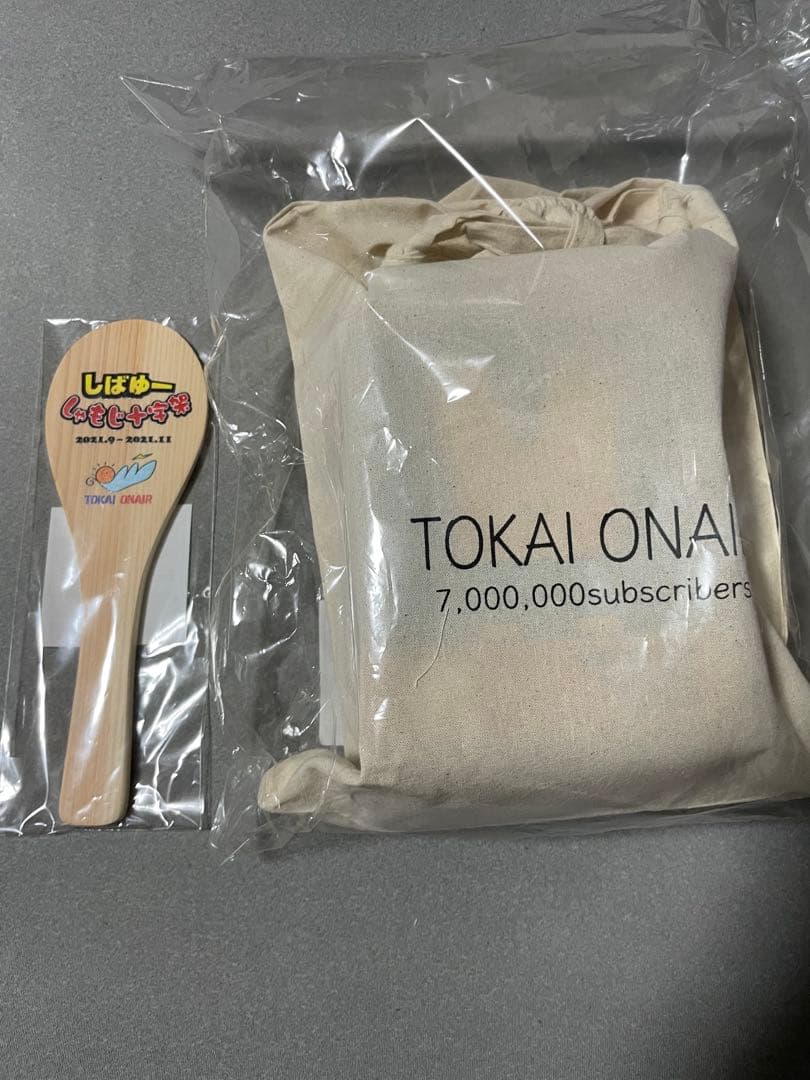 しばゆー
しゃもじ十字架
2021.9-2021.11
TOKAI ONAIR
TOKAI ONAI
7,000,000subscribers